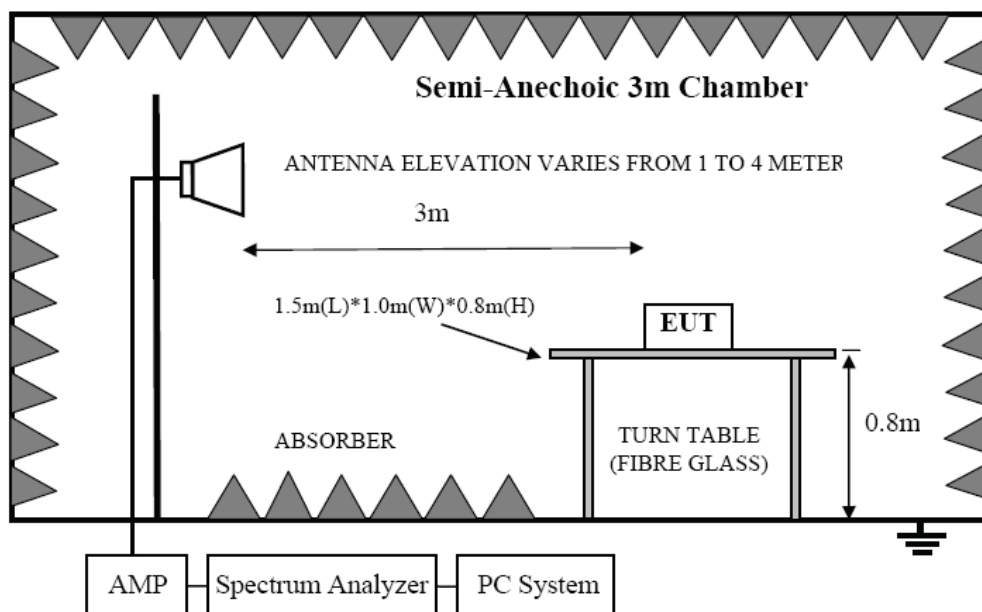 Semi-Anechoic 3m Chamber
ANTENNA ELEVATION VARIES FROM 1 TO 4 METER
3m
1.5m(L)*1.0m(W)*0.8m(H)
EUT
0.8m
ABSORBER
TURN TABLE
(FIBRE GLASS)
AMP
Spectrum Analyzer
PC System